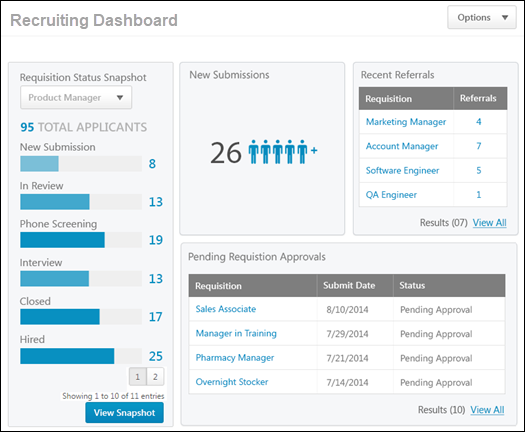 Recruiting Dashboard
Options
Requisition Status Snapshot
Product Manager
95 TOTAL APPLICANTS
New Submission
8
In Review
13
Phone Screening
19
Interview
13
Closed
17
Hired
25
1 2
Showing 1 to 10 of 11 entries
View Snapshot
New Submissions
26 +
Recent Referrals
Requisition Referrals
Marketing Manager 4
Account Manager 7
Software Engineer 5
QA Engineer 1
Results (07) View All
Pending Requistion Approvals
Requisition Submit Date Status
Sales Associate 8/10/2014 Pending Approval
Manager in Training 7/29/2014 Pending Approval
Pharmacy Manager 7/21/2014 Pending Approval
Overnight Stocker 7/14/2014 Pending Approval
Results (10) View All